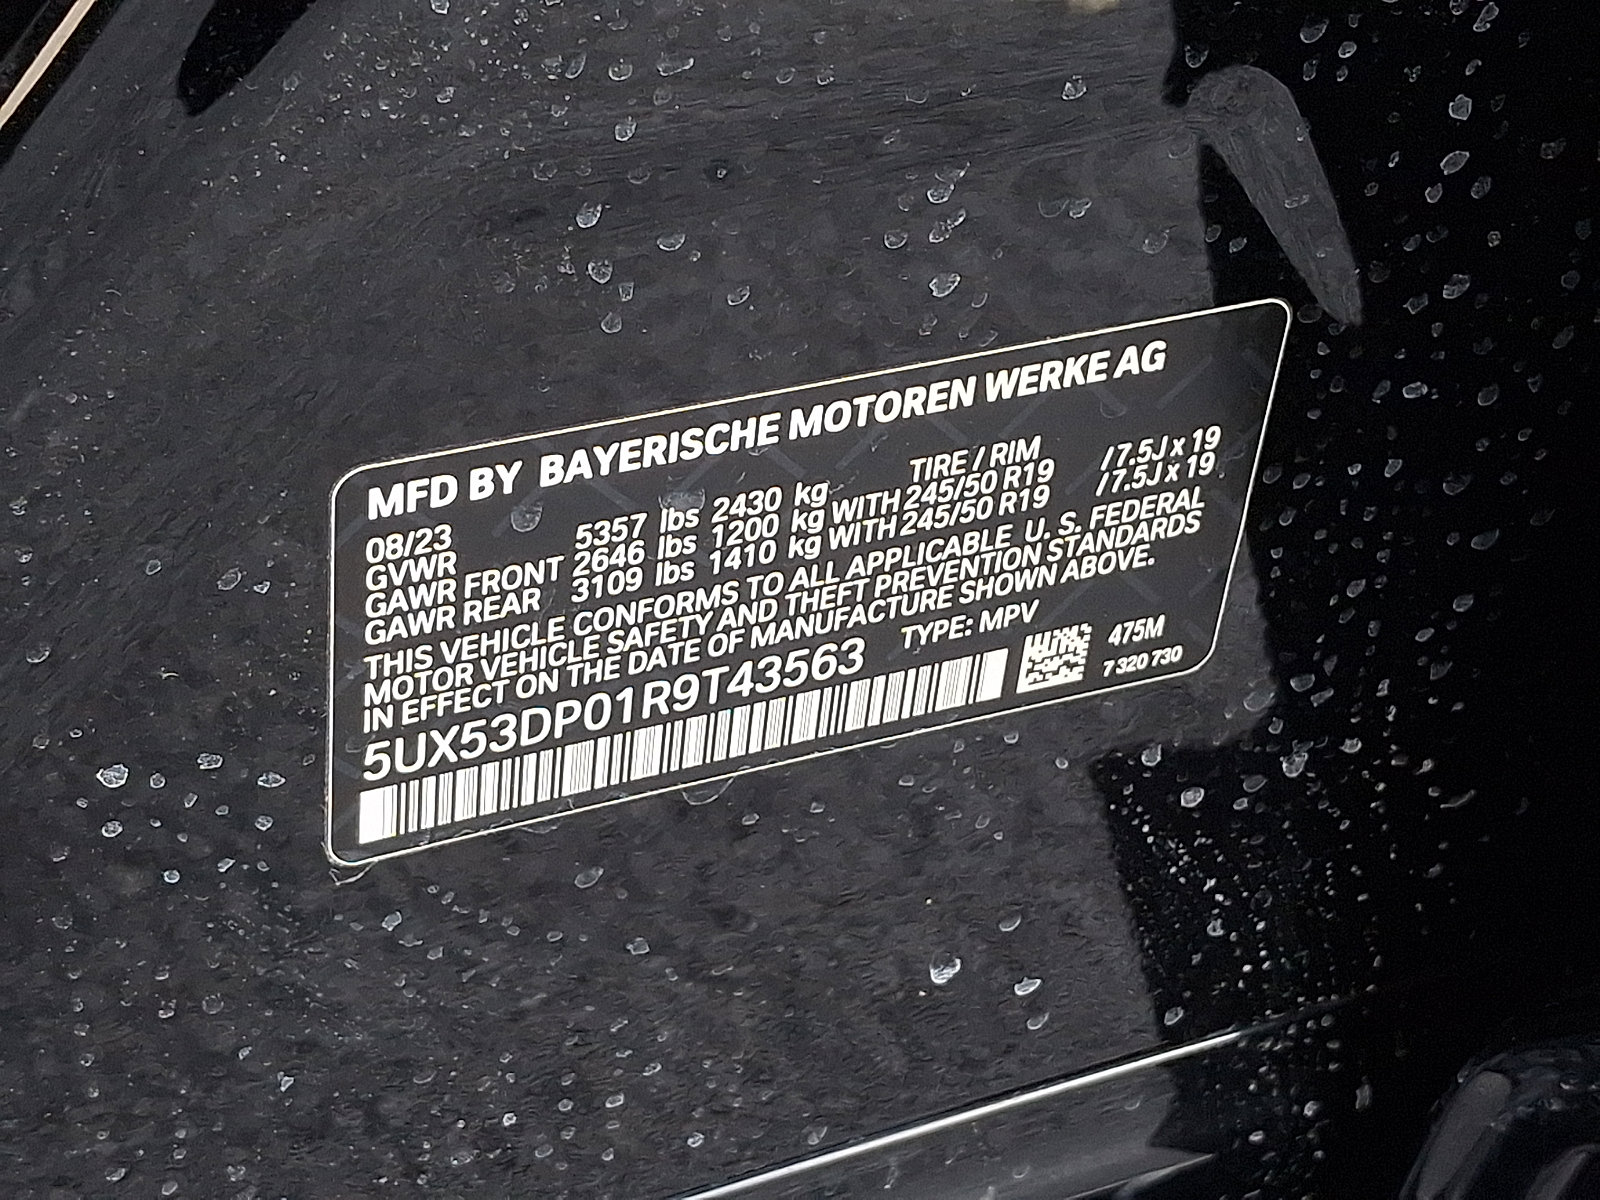 MFD BY BAYERISCHE MOTOREN WERKE AG
08/23 TIRE / RIM
GVWR 5357 lbs 2430 kg
GAWR FRONT 2646 lbs 1200 kg WITH 245/50 R19 / 7.5J x 19
GAWR REAR 3109 lbs 1410 kg WITH 245/50 R19 / 7.5J x 19
THIS VEHICLE CONFORMS TO ALL APPLICABLE U. S. FEDERAL
MOTOR VEHICLE SAFETY AND THEFT PREVENTION STANDARDS
IN EFFECT ON THE DATE OF MANUFACTURE SHOWN ABOVE.
5UX53DP01R9T43563 TYPE: MPV
475M
7 320 730